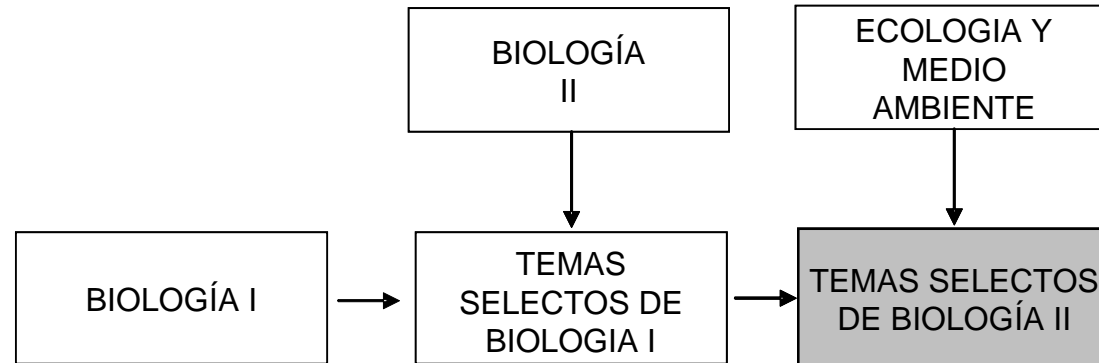 BIOLOGÍA
II
ECOLOGIA Y
MEDIO
AMBIENTE
BIOLOGÍA I
TEMAS
SELECTOS DE
BIOLOGIA I
TEMAS SELECTOS
DE BIOLOGÍA II